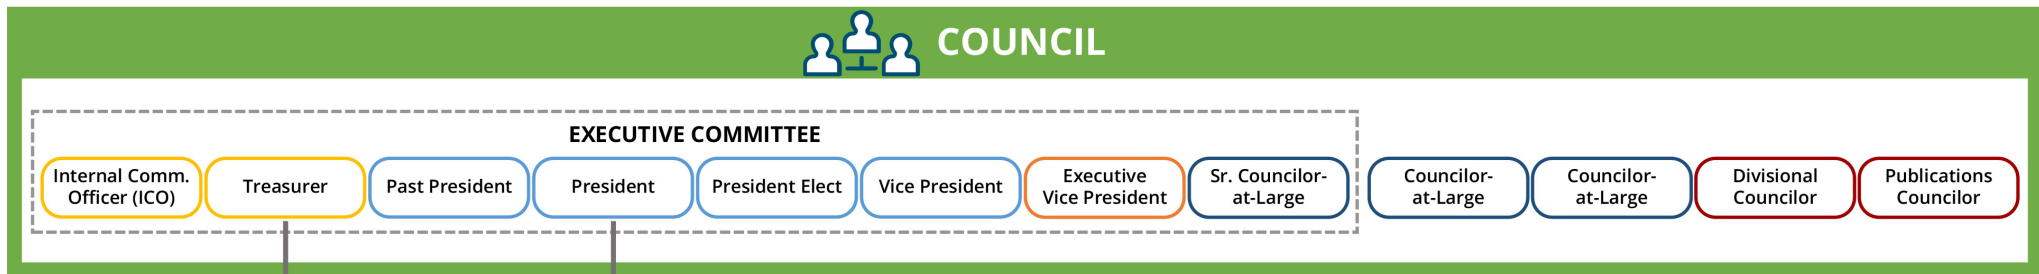 COUNCIL
EXECUTIVE COMMITTEE
Internal Comm.
Officer (ICO)
Treasurer
Past President
President
President Elect
Vice President
Executive
Vice President
Sr. Councilor-
at-Large
Councilor-
at-Large
Councilor-
at-Large
Divisional
Councilor
Publications
Councilor